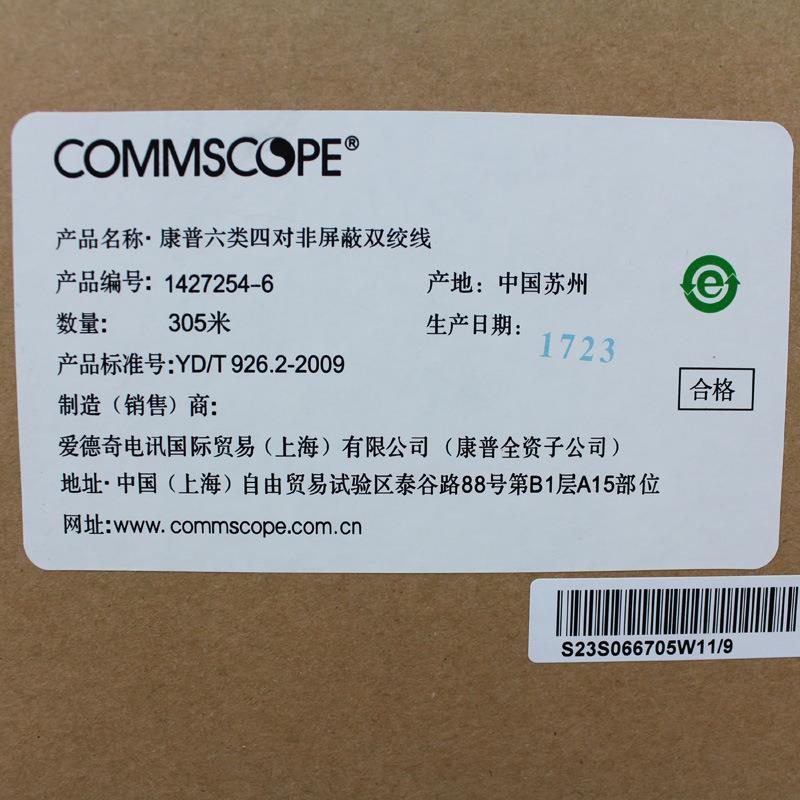 COMMSCOPE®
产品名称· 康普六类四对非屏蔽双绞线
产品编号: 1427254-6 产地: 中国苏州
数量: 305米 生产日期: 1723
产品标准号:YD/T 926.2-2009
合格
制造（销售）商:
爱德奇电讯国际贸易（上海）有限公司（康普全资子公司）
地址· 中国（上海）自由贸易试验区泰谷路88号第B1层A15部位
网址:www. commscope.com.cn
S23S066705W11/9